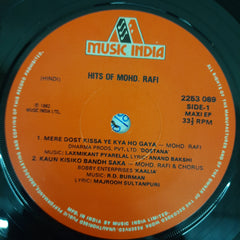 MUSIC INDIA
(HINDI)
HITS OF MOHD. RAFI
2253 089
SIDE-1
MAXI EP
33⅓ RPM
℗ 1982
MUSIC INDIA LTD.
1. MERE DOST KISSA YE KYA HO GAYA - MOHD. RAFI
DHARMA PRODS. PVT. LTD. 'DOSTANA'
MUSIC: LAXMIKANT PYARELAL LYRIC: ANAND BAKSHI
2. KAUN KISIKO BANDH SAKA - MOHD. RAFI & CHORUS
BOBBY ENTERPRISES 'KAALIA'
MUSIC: R.D. BURMAN
LYRIC: MAJROOH SULTANPURI
MADE IN INDIA BY MUSIC INDIA LTD.